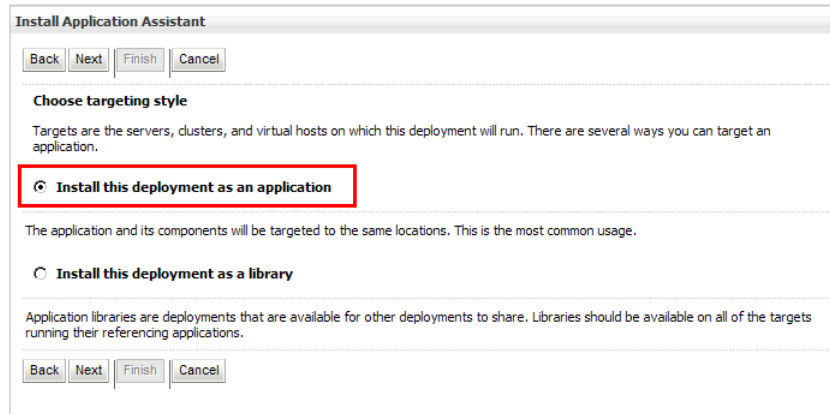 Install Application Assistant
Back Next Finish Cancel
Choose targeting style
Targets are the servers, clusters, and virtual hosts on which this deployment will run. There are several ways you can target an
application.
Install this deployment as an application
The application and its components will be targeted to the same locations. This is the most common usage.
Install this deployment as a library
Application libraries are deployments that are available for other deployments to share. Libraries should be available on all of the targets
running their referencing applications.
Back Next Finish Cancel